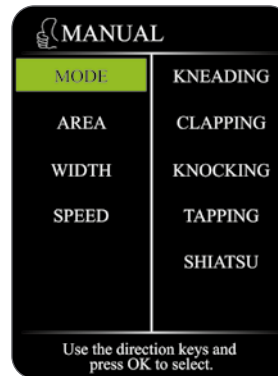 MANUAL
MODE
AREA
WIDTH
SPEED
KNEADING
CLAPPING
KNOCKING
TAPPING
SHIATSU
Use the direction keys and
press OK to select.